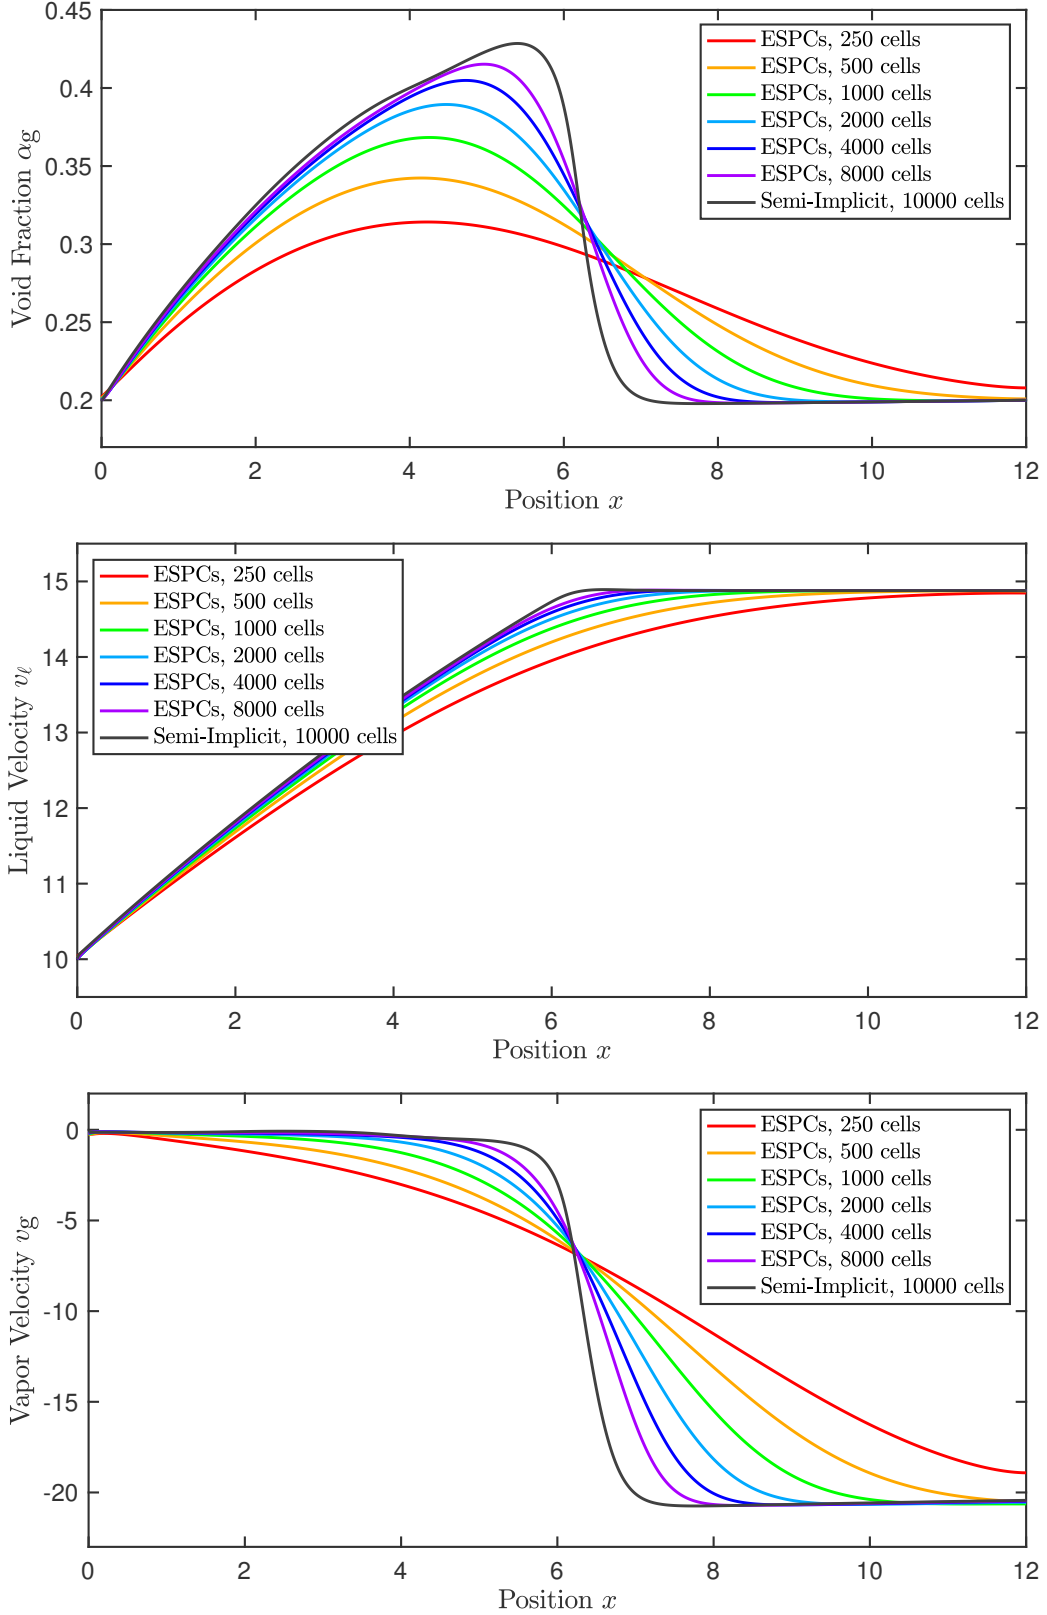 0.45
0.4
0.35
0.3
0.25
0.2
Void Fraction αg
ESPCs, 250 cells
ESPCs, 500 cells
ESPCs, 1000 cells
ESPCs, 2000 cells
ESPCs, 4000 cells
ESPCs, 8000 cells
Semi-Implicit, 10000 cells
0 2 4 6 8 10 12
Position x
15
14
13
12
11
10
Liquid Velocity vℓ
ESPCs, 250 cells
ESPCs, 500 cells
ESPCs, 1000 cells
ESPCs, 2000 cells
ESPCs, 4000 cells
ESPCs, 8000 cells
Semi-Implicit, 10000 cells
0 2 4 6 8 10 12
Position x
0
-5
-10
-15
-20
Vapor Velocity vg
ESPCs, 250 cells
ESPCs, 500 cells
ESPCs, 1000 cells
ESPCs, 2000 cells
ESPCs, 4000 cells
ESPCs, 8000 cells
Semi-Implicit, 10000 cells
0 2 4 6 8 10 12
Position x